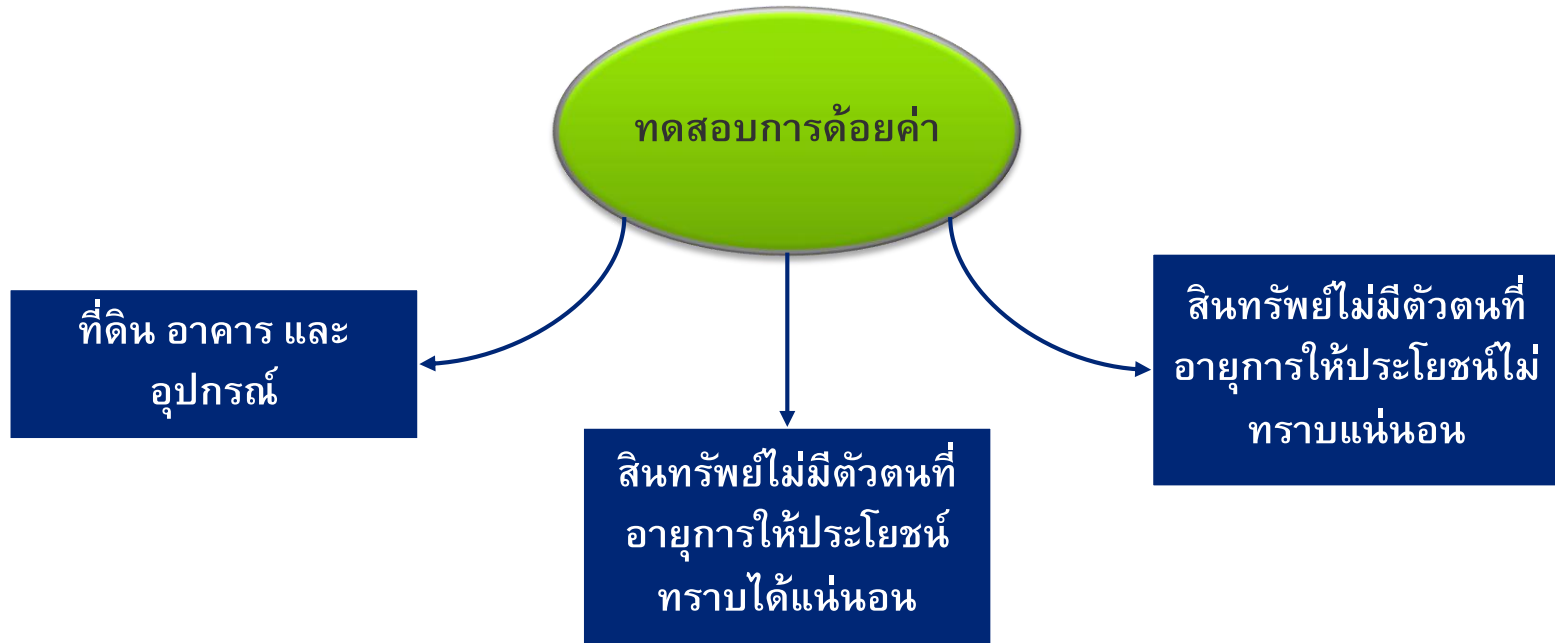 ทดสอบการด้อยค่า
ที่ดิน อาคาร และ
อุปกรณ์
สินทรัพย์ไม่มีตัวตนที่
อายุการให้ประโยชน์
ทราบได้แน่นอน
สินทรัพย์ไม่มีตัวตนที่
อายุการให้ประโยชน์ไม่
ทราบแน่นอน